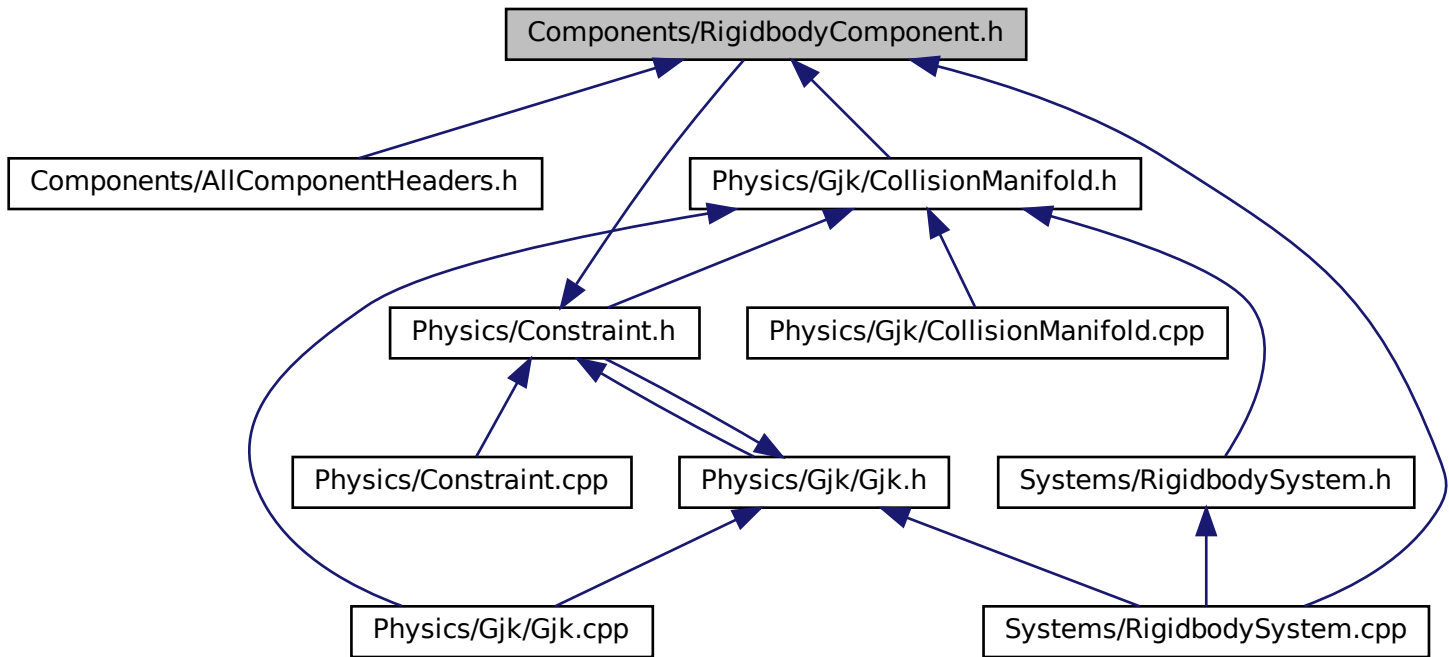 Components/RigidbodyComponent.h
Components/AllComponentHeaders.h
Physics/Gjk/CollisionManifold.h
Physics/Constraint.h
Physics/Gjk/CollisionManifold.cpp
Physics/Constraint.cpp
Physics/Gjk/Gjk.h
Systems/RigidbodySystem.h
Physics/Gjk/Gjk.cpp
Systems/RigidbodySystem.cpp